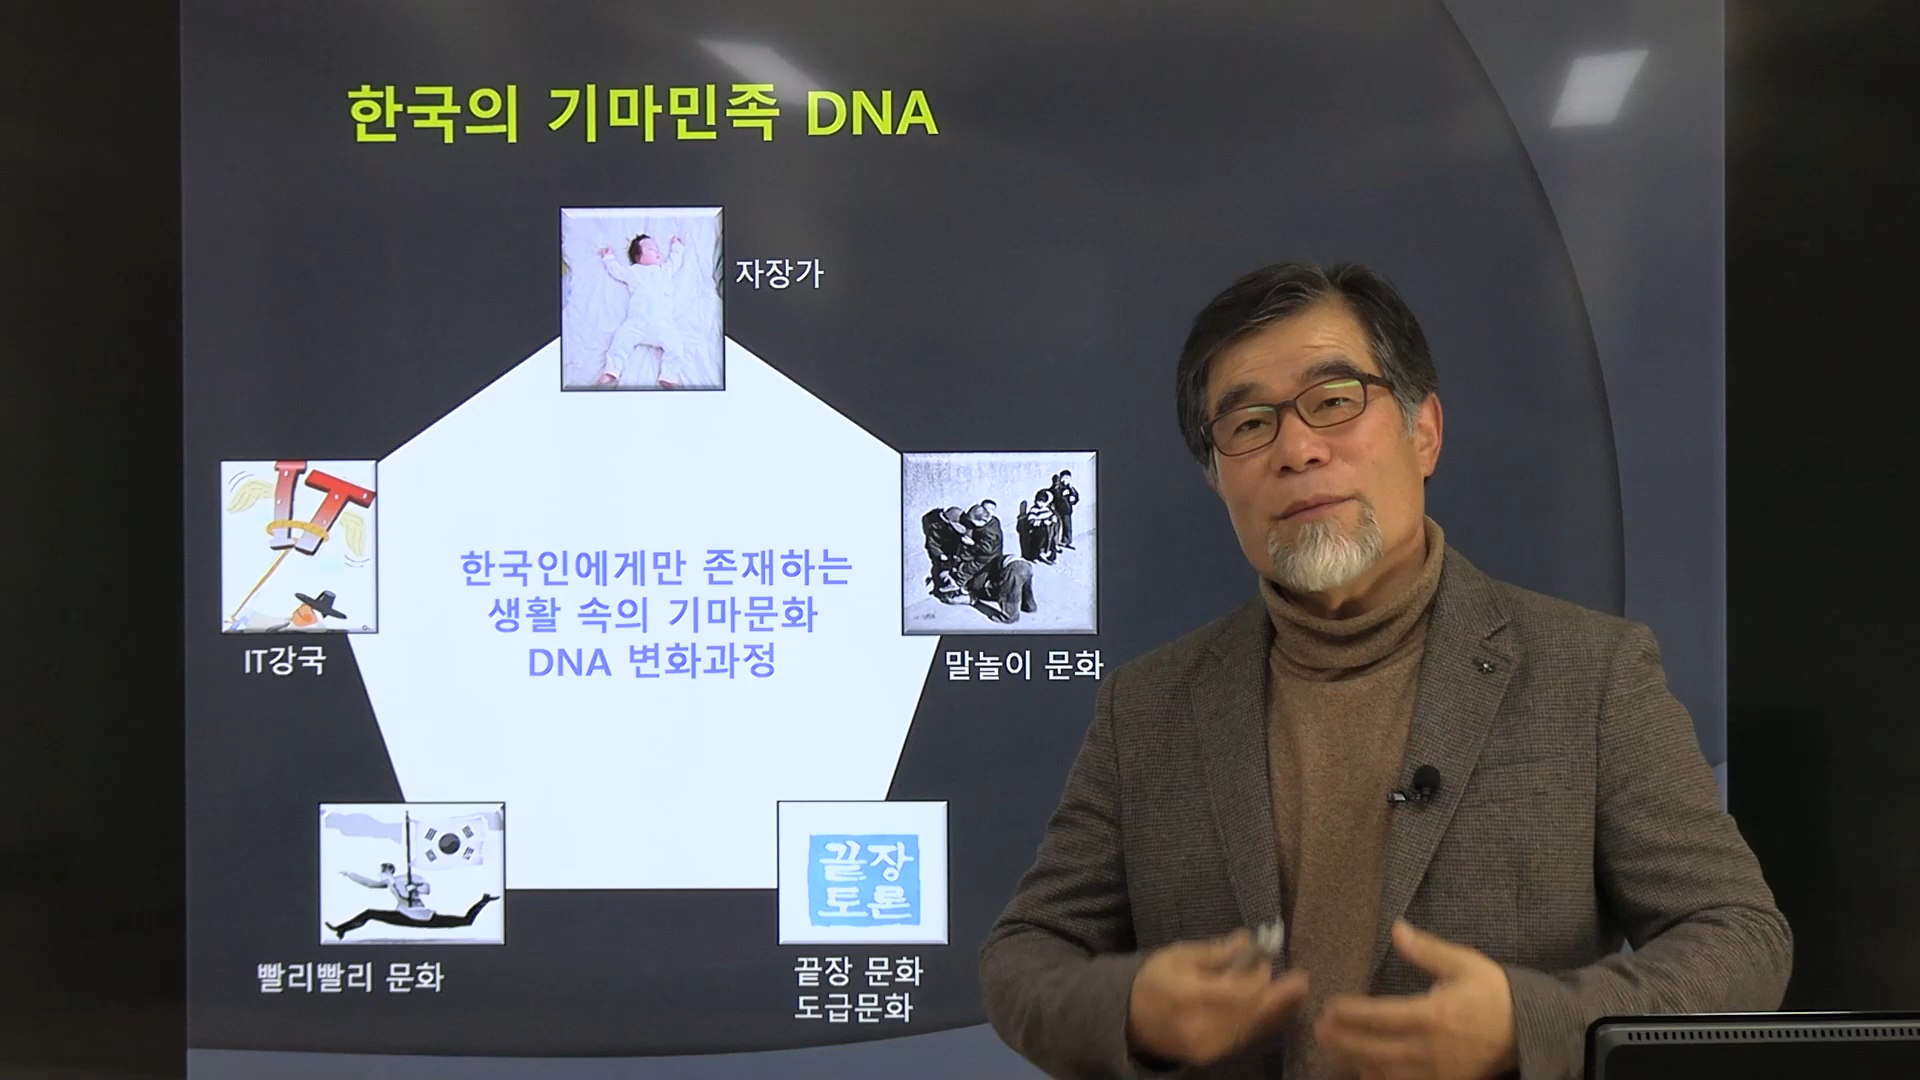 한국의 기마민족 DNA
자장가
IT
IT강국
한국인에게만 존재하는
생활 속의 기마문화
DNA 변화과정
말놀이 문화
빨리빨리 문화
끝장
토론
끝장 문화
도급문화